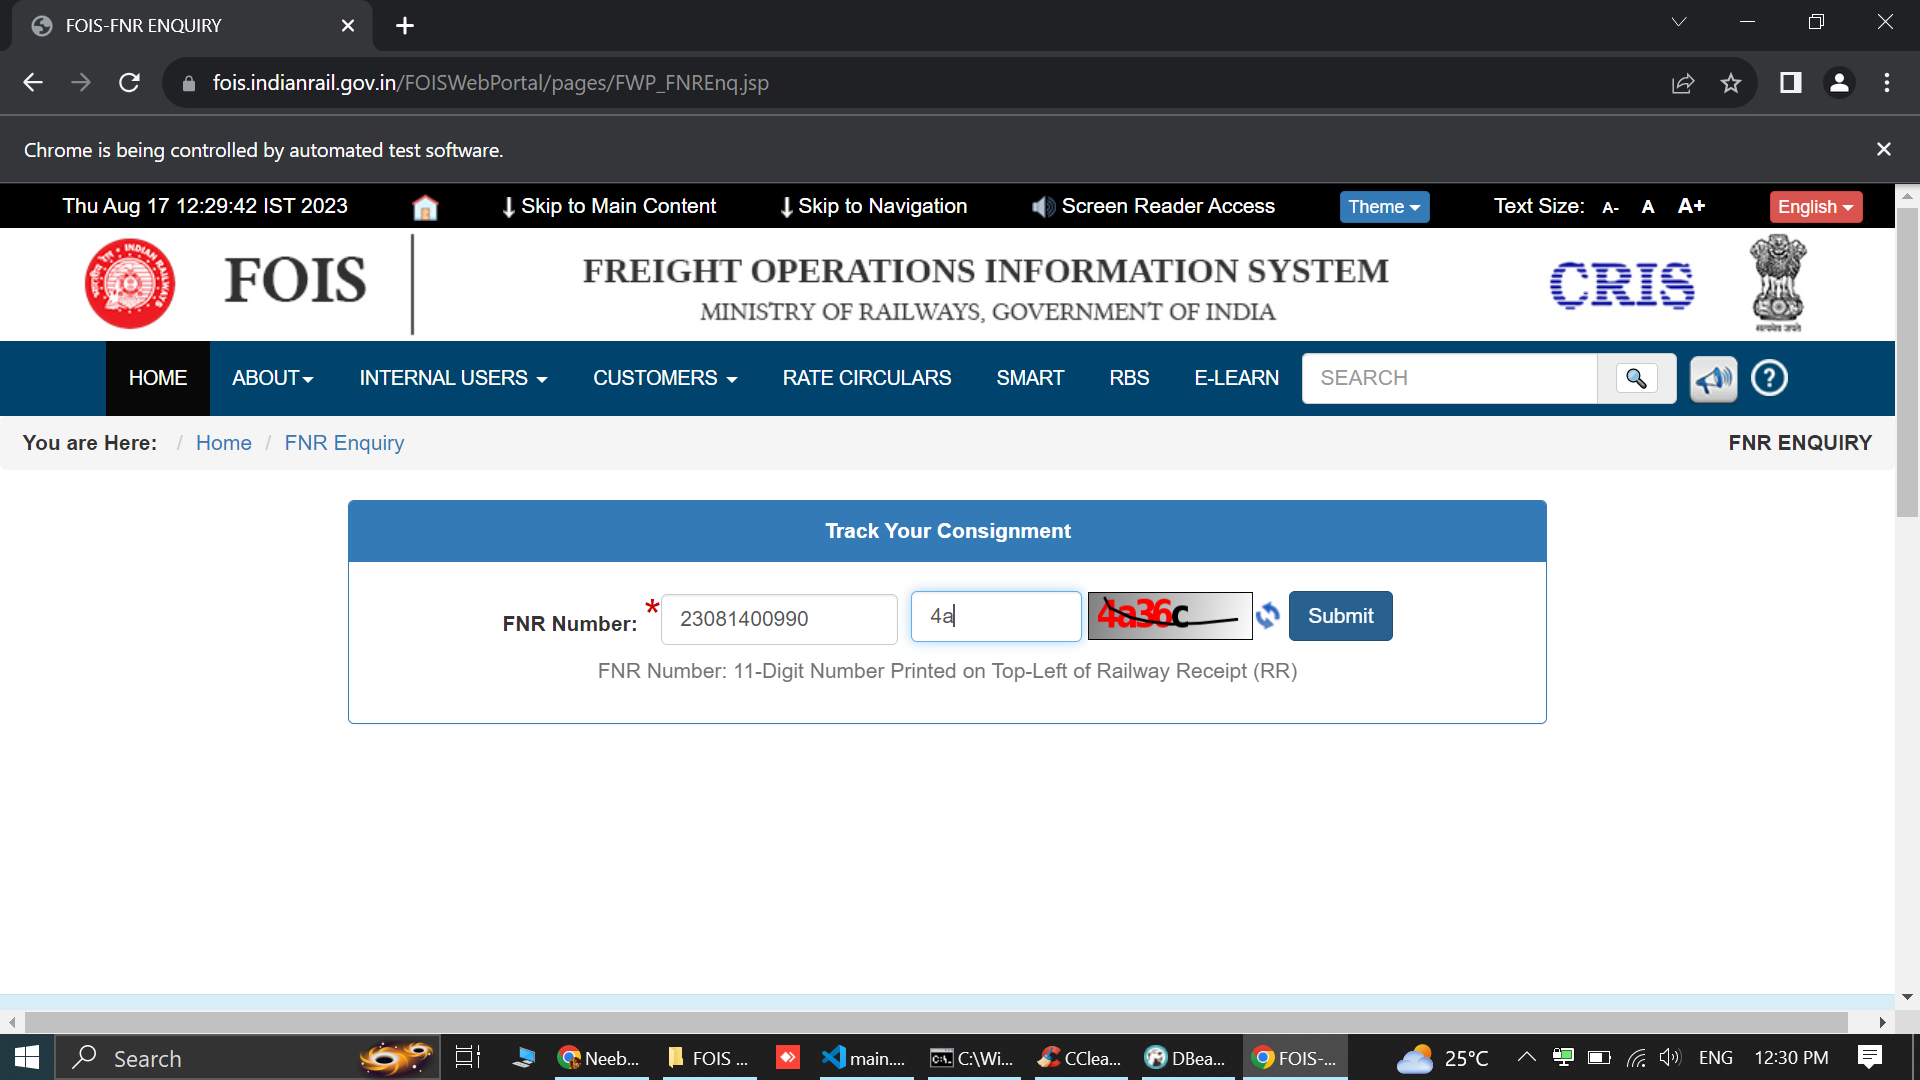 FOIS-FNR ENQUIRY
fois.indianrail.gov.in/FOISWebPortal/pages/FWP_FNREnq.jsp
Chrome is being controlled by automated test software.
Thu Aug 17 12:29:42 IST 2023 Skip to Main Content Skip to Navigation Screen Reader Access Theme Text Size: A- A A+ English
FOIS FREIGHT OPERATIONS INFORMATION SYSTEM CRIS
MINISTRY OF RAILWAYS, GOVERNMENT OF INDIA
HOME ABOUT INTERNAL USERS CUSTOMERS RATE CIRCULARS SMART RBS E-LEARN SEARCH
You are Here: / Home / FNR Enquiry FNR ENQUIRY
Track Your Consignment
FNR Number: * 23081400990 4a 4a36c Submit
FNR Number: 11-Digit Number Printed on Top-Left of Railway Receipt (RR)
Search Neeb... FOIS ... main.... C:\Wi... CClea... DBea... FOIS-... 25°C ENG 12:30 PM